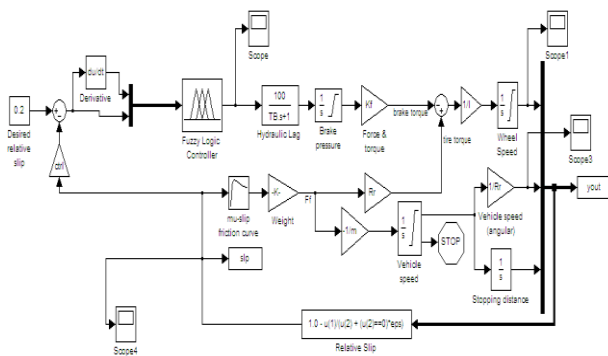 Scope
Scope1
du/dt
Derivative
0.2
Desired
relative
slip
Fuzzy Logic
Controller
100
TB.s+1
Hydraulic Lag
1
s
Brake
pressure
Kf
Force &
torque
brake torque
tire torque
1/I
1
s
Wheel
Speed
Scope3
ctrl
mu-slip
friction curve
-K-
Weight
Ff
Rr
-1/m
1
s
Vehicle
speed
STOP
1/Rr
Vehicle speed
(angular)
yout
1
s
Stopping distance
slp
Scope4
1.0 - u(1)/(u(2) + (u(2)==0)*eps)
Relative Slip